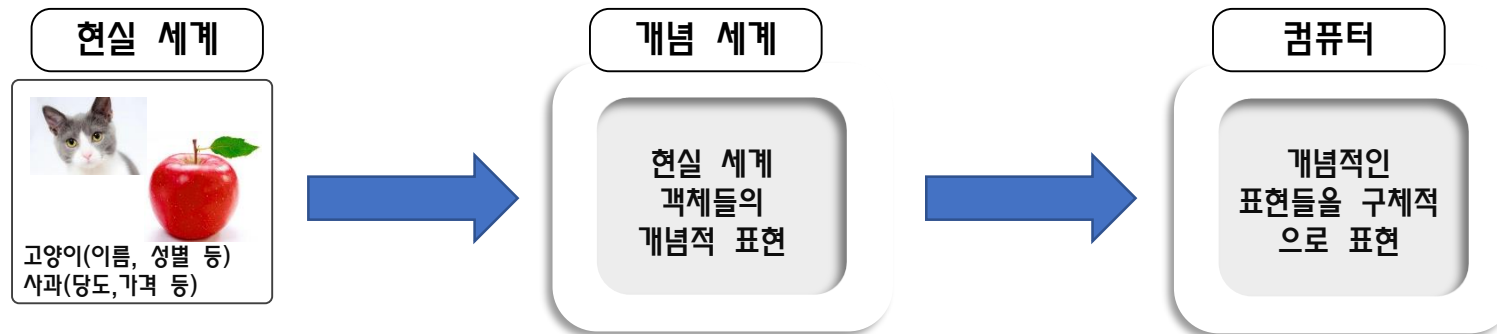 현실 세계
고양이(이름, 성별 등)
사과(당도,가격 등)
개념 세계
현실 세계
객체들의
개념적 표현
컴퓨터
개념적인
표현들을 구체적
으로 표현